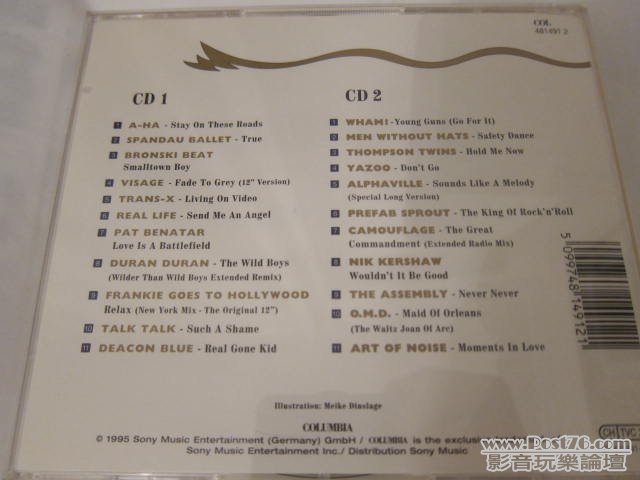 COL
481491 2
CD 1
1 A-HA - Stay On These Roads
2 SPANDAU BALLET - True
3 BRONSKI BEAT
Smalltown Boy
4 VISAGE - Fade To Grey (12" Version)
5 TRANS-X - Living On Video
6 REAL LIFE - Send Me An Angel
7 PAT BENATAR
Love Is A Battlefield
8 DURAN DURAN - The Wild Boys
(Wilder Than Wild Boys Extended Remix)
9 FRANKIE GOES TO HOLLYWOOD
Relax (New York Mix - The Original 12")
10 TALK TALK - Such A Shame
11 DEACON BLUE - Real Gone Kid
CD 2
1 WHAM! -Young Guns (Go For It)
2 MEN WITHOUT HATS - Safety Dance
3 THOMPSON TWINS - Hold Me Now
4 YAZOO - Don't Go
5 ALPHAVILLE - Sounds Like A Melody
(Special Long Version)
6 PREFAB SPROUT - The King Of Rock'n'Roll
7 CAMOUFLAGE - The Great
Commandment (Extended Radio Mix)
8 NIK KERSHAW
Wouldn't It Be Good
9 THE ASSEMBLY - Never Never
10 O.M.D. - Maid Of Orleans
(The Waltz Joan Of Arc)
11 ART OF NOISE - Moments In Love
5 099748 149121
Illustration: Meike Dinslage
COLUMBIA
© 1995 Sony Music Entertainment (Germany) GmbH / COLUMBIA is the exclusive
Sony Music Entertainment Inc./ Distribution Sony Music
CH TYC
www.Post76.com
影音玩樂論壇